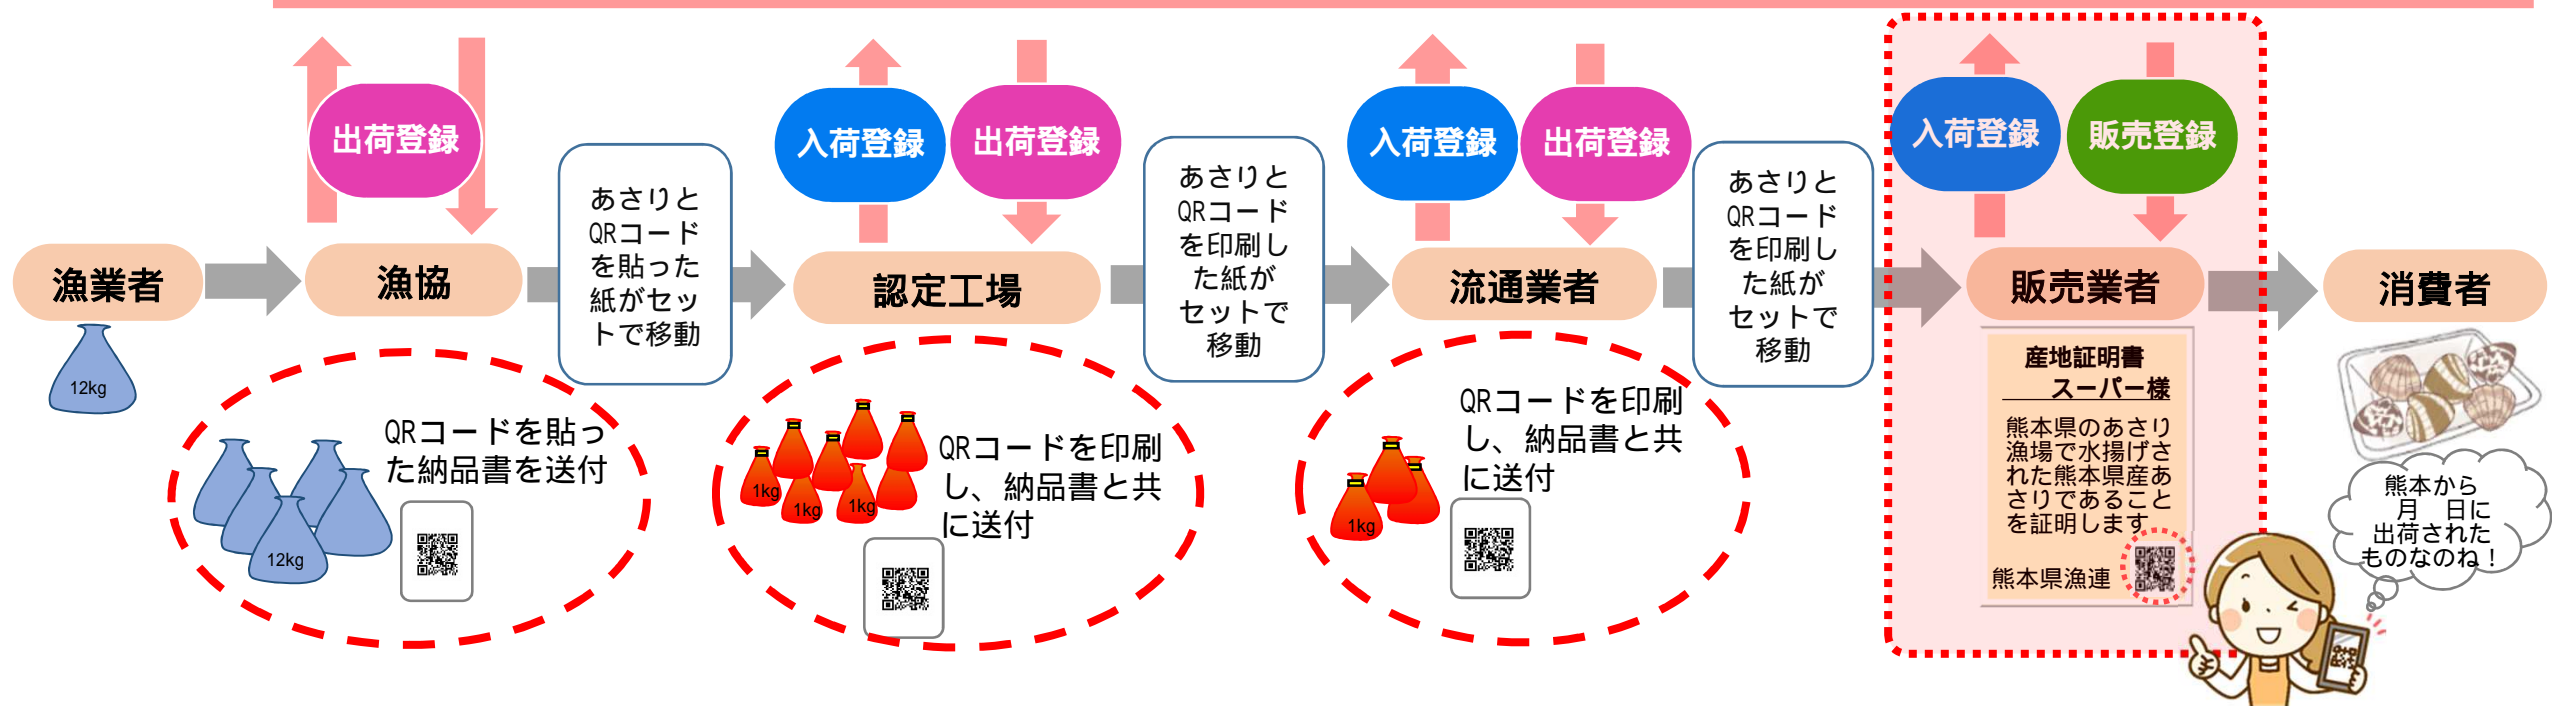 出荷登録
入荷登録
出荷登録
入荷登録
出荷登録
入荷登録
販売登録
漁業者
漁協
認定工場
流通業者
販売業者
消費者
あさりと
QRコード
を貼った
紙がセッ
トで移動
あさりと
QRコード
を印刷し
た紙が
セットで
移動
あさりと
QRコード
を印刷し
た紙が
セットで
移動
12kg
QRコードを貼っ
た納品書を送付
12kg
QRコードを印刷
し、納品書と共
に送付
1kg
1kg
1kg
QRコードを印刷
し、納品書と共
に送付
1kg
産地証明書
スーパー様
熊本県のあさり
漁場で水揚げさ
れた熊本県産あ
さりであること
を証明します
熊本県漁連
熊本から
月 日に
出荷された
ものなのね！